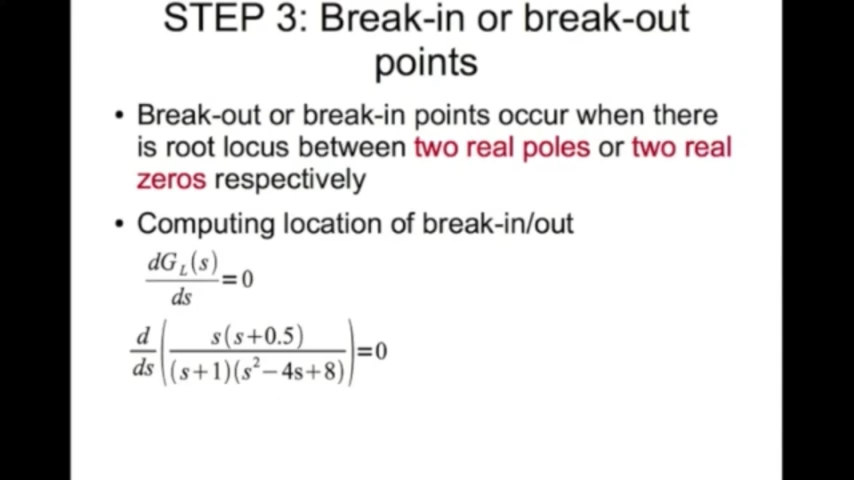 STEP 3: Break-in or break-out
points
• Break-out or break-in points occur when there
is root locus between two real poles or two real
zeros respectively
• Computing location of break-in/out
dG_L(s)/ds = 0
d/ds (s(s+0.5)/((s+1)(s²−4s+8))) = 0